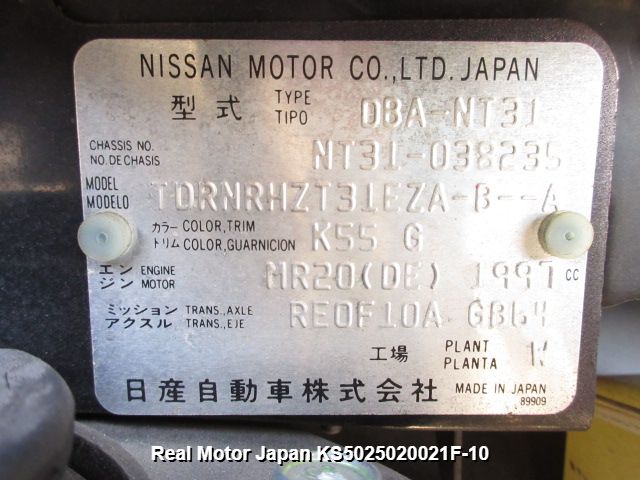 NISSAN MOTOR CO.,LTD. JAPAN
型式 TYPE TIPO DBA-NT31
CHASSIS NO. NO. DE CHASIS NT31-038235
MODEL MODELO TDRNRHZT31EZA-B--A
カラー COLOR, TRIM トリム COLOR, GUARNICION K55 G
エンジン ENGINE MOTOR MR20(DE) 1997 cc
ミッション TRANS., AXLE アクスル TRANS., EJE RE0F10A GB64
工場 PLANT PLANTA
日産自動車株式会社 MADE IN JAPAN
89909
Real Motor Japan KS5025020021F-10